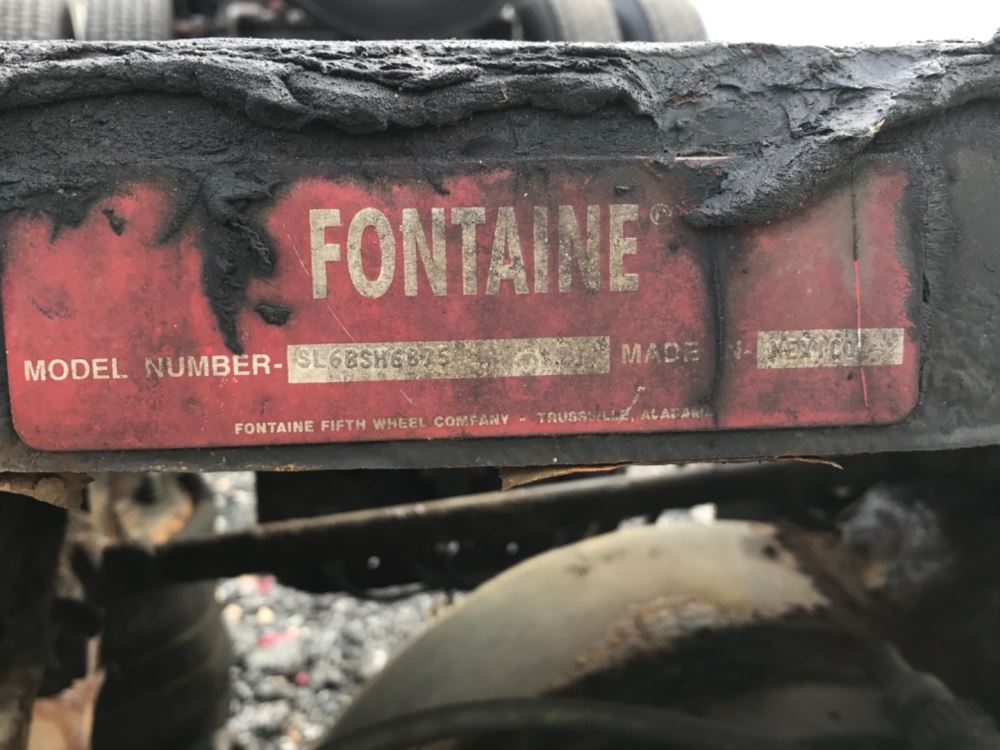 FONTAINE®
MODEL NUMBER- SL6BSH6875 MADE IN- MEXICO
FONTAINE FIFTH WHEEL COMPANY - TRUSSVILLE, ALABAMA